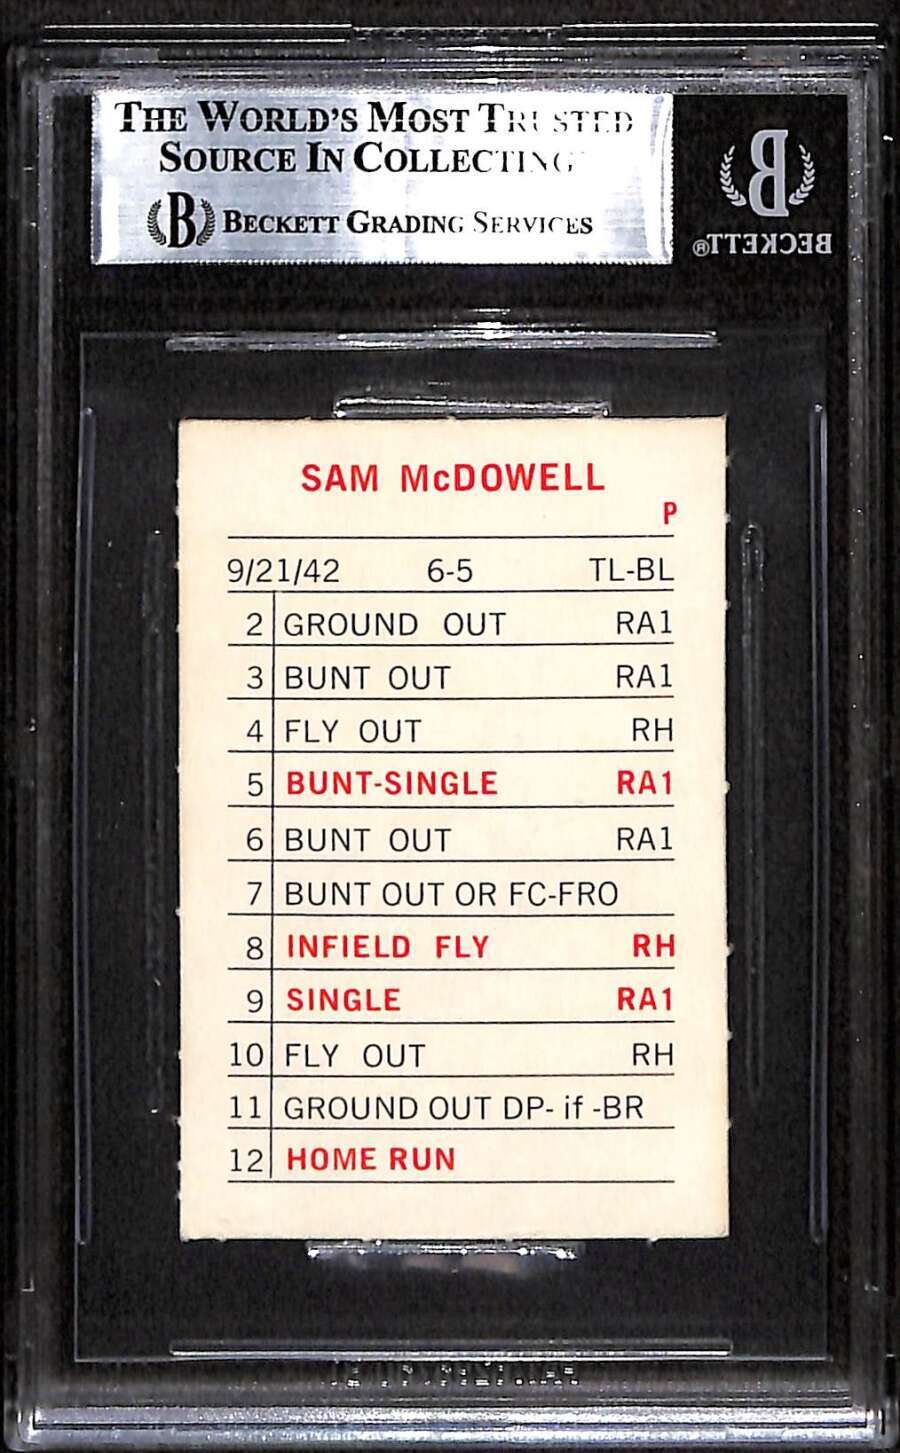 THE WORLD'S MOST TRUSTED
SOURCE IN COLLECTING
B BECKETT GRADING SERVICES
B
BECKETT®
SAM McDOWELL
P
9/21/42 6-5 TL-BL
2 GROUND OUT RA1
3 BUNT OUT RA1
4 FLY OUT RH
5 BUNT-SINGLE RA1
6 BUNT OUT RA1
7 BUNT OUT OR FC-FRO
8 INFIELD FLY RH
9 SINGLE RA1
10 FLY OUT RH
11 GROUND OUT DP- if -BR
12 HOME RUN